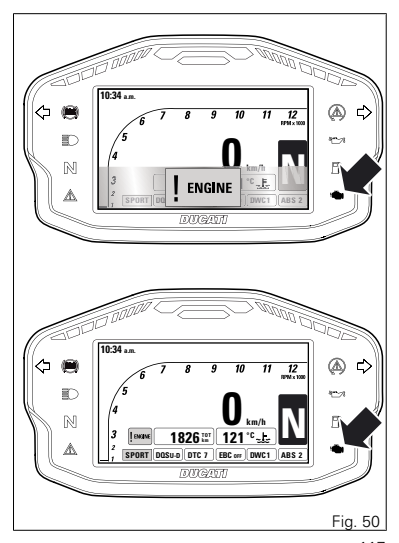 10:34 a.m.
6 7 8 9 10 11 12
RPM x 1000
5
4
0 km/h
N
3
! ENGINE
°C
2
SPORT DQ DWC1 ABS 2
1
DUCATI
N
10:34 a.m.
6 7 8 9 10 11 12
RPM x 1000
5
4
0 km/h
N
N
3 ! ENGINE 1826 TOT km 121 °C
2
1 SPORT DQSU-D DTC 7 EBC OFF DWC1 ABS 2
DUCATI
Fig. 50